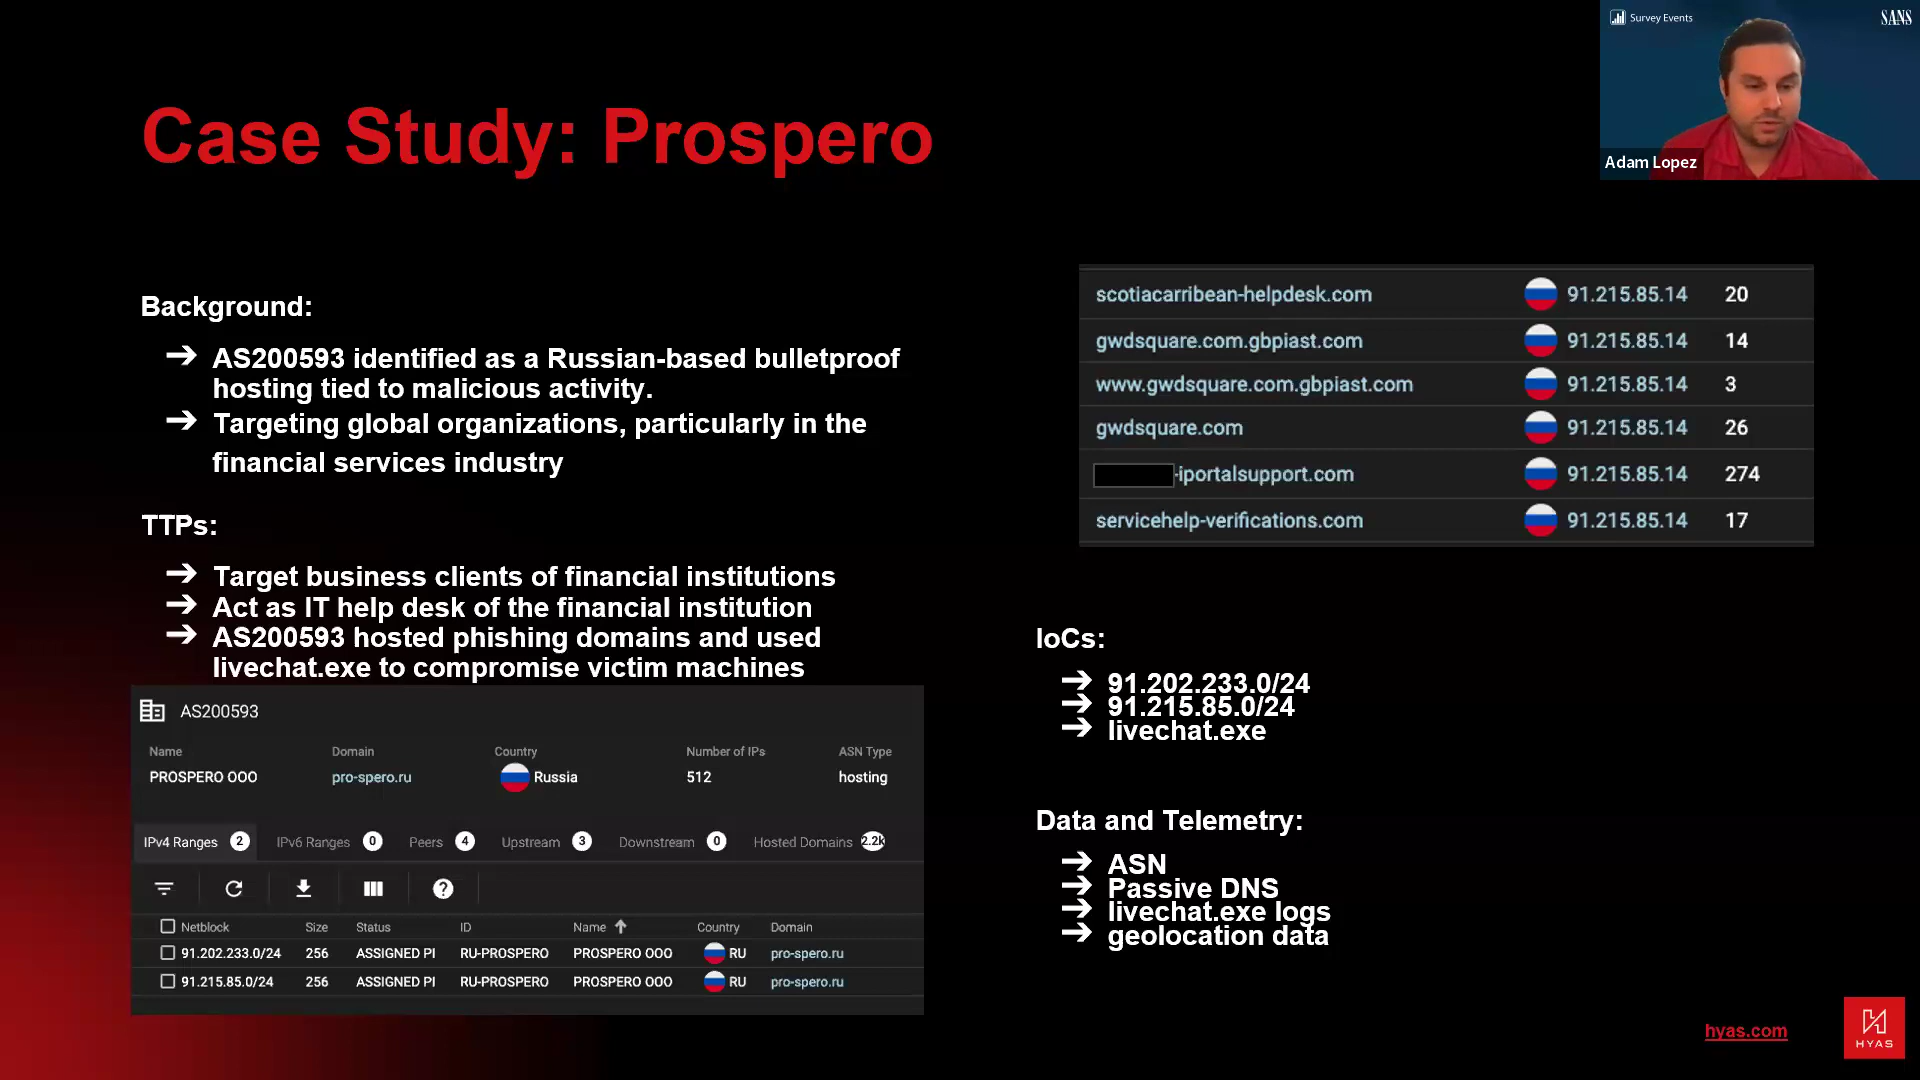 Survey Events
SANS
Adam Lopez
Case Study: Prospero
Background:
➔ AS200593 identified as a Russian-based bulletproof
hosting tied to malicious activity.
➔ Targeting global organizations, particularly in the
financial services industry
TTPs:
➔ Target business clients of financial institutions
➔ Act as IT help desk of the financial institution
➔ AS200593 hosted phishing domains and used
livechat.exe to compromise victim machines
AS200593
Name Domain Country Number of IPs ASN Type
PROSPERO OOO pro-spero.ru Russia 512 hosting
IPv4 Ranges 2 IPv6 Ranges 0 Peers 4 Upstream 3 Downstream 0 Hosted Domains 2.2k
Netblock Size Status ID Name Country Domain
91.202.233.0/24 256 ASSIGNED PI RU-PROSPERO PROSPERO OOO RU pro-spero.ru
91.215.85.0/24 256 ASSIGNED PI RU-PROSPERO PROSPERO OOO RU pro-spero.ru
scotiacarribean-helpdesk.com 91.215.85.14 20
gwdsquare.com.gbpiast.com 91.215.85.14 14
www.gwdsquare.com.gbpiast.com 91.215.85.14 3
gwdsquare.com 91.215.85.14 26
-iportalsupport.com 91.215.85.14 274
servicehelp-verifications.com 91.215.85.14 17
IoCs:
➔ 91.202.233.0/24
➔ 91.215.85.0/24
➔ livechat.exe
Data and Telemetry:
➔ ASN
➔ Passive DNS
➔ livechat.exe logs
➔ geolocation data
hyas.com
HYAS